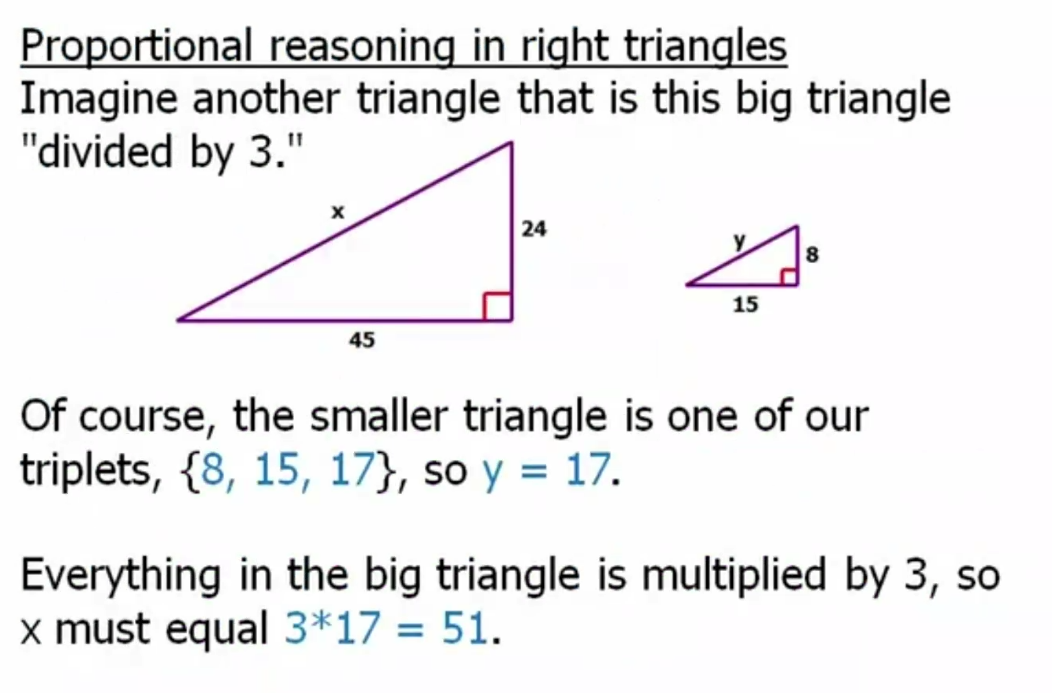 Proportional reasoning in right triangles
Imagine another triangle that is this big triangle
"divided by 3."
x
24
45
y
8
15
Of course, the smaller triangle is one of our
triplets, {8, 15, 17}, so y = 17.
Everything in the big triangle is multiplied by 3, so
x must equal 3*17 = 51.